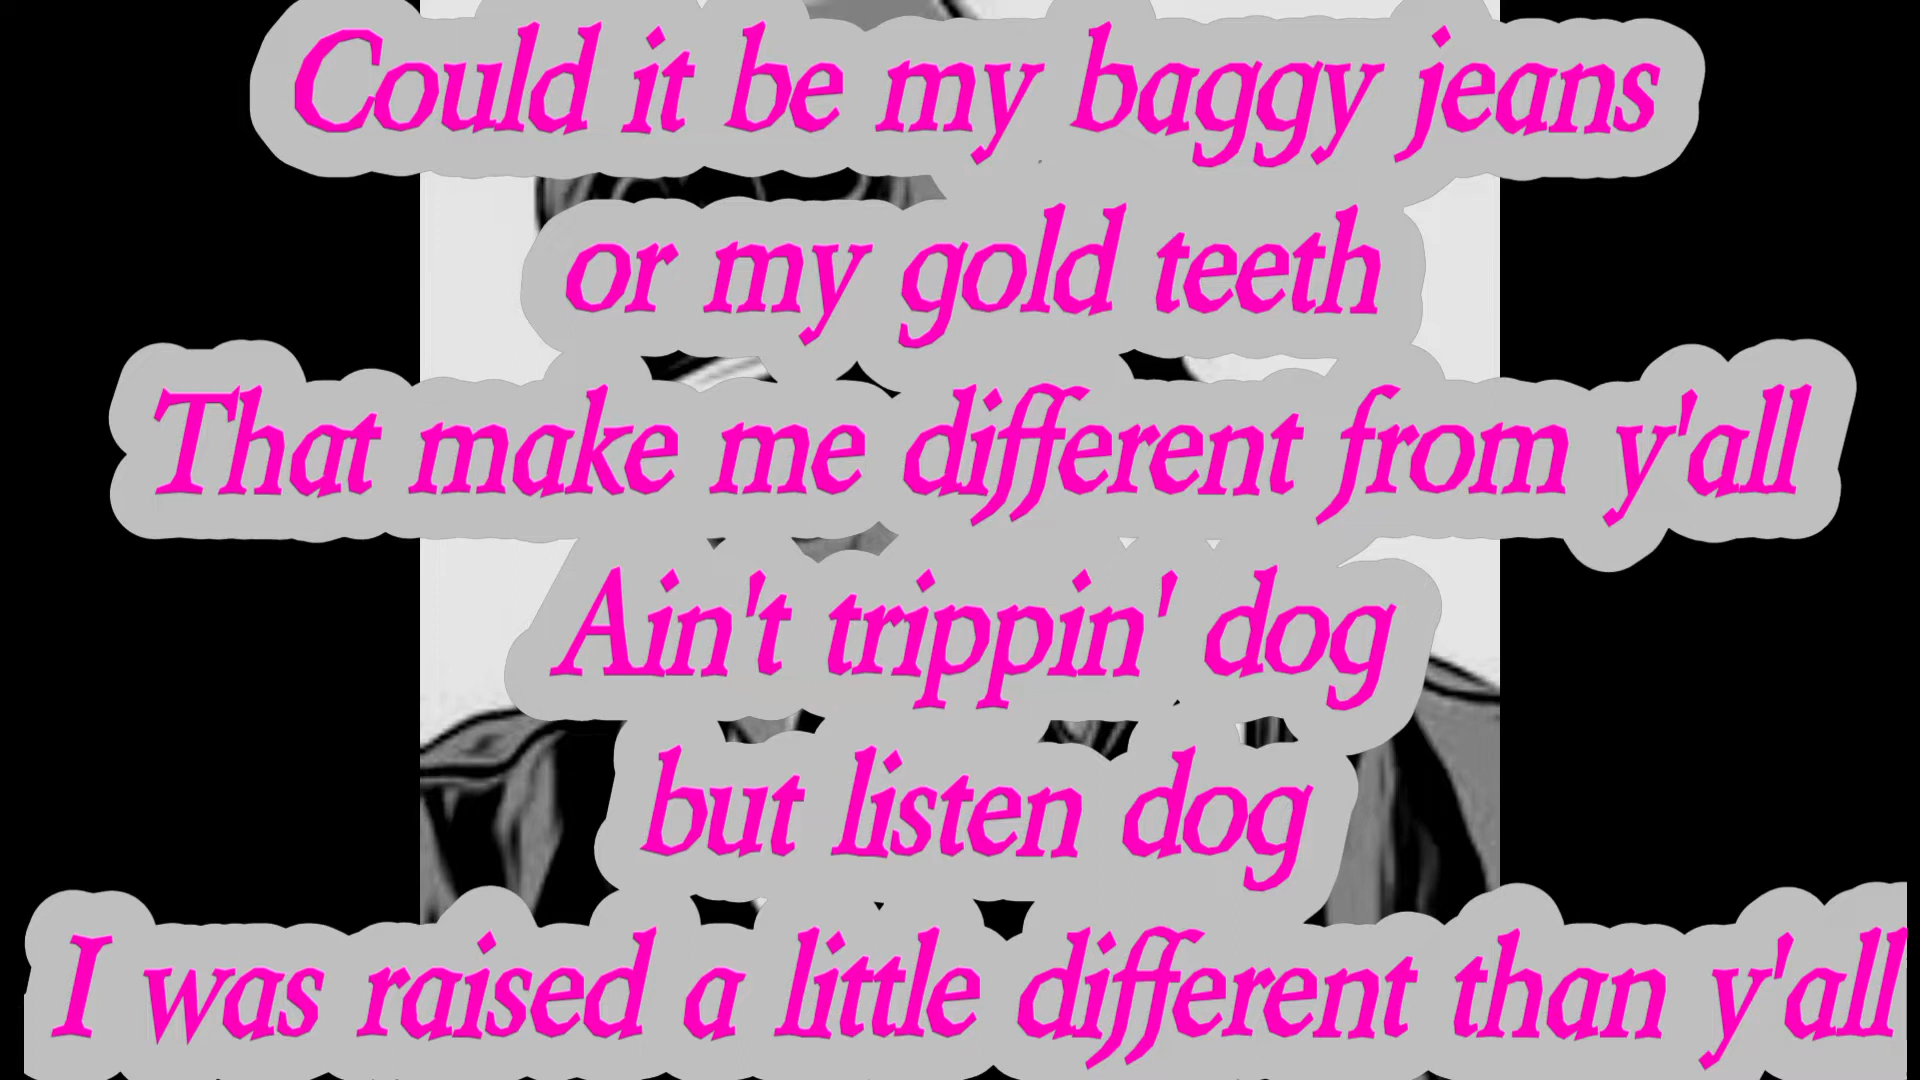 Could it be my baggy jeans
or my gold teeth
That make me different from y'all
Ain't trippin' dog
but listen dog
I was raised a little different than y'all